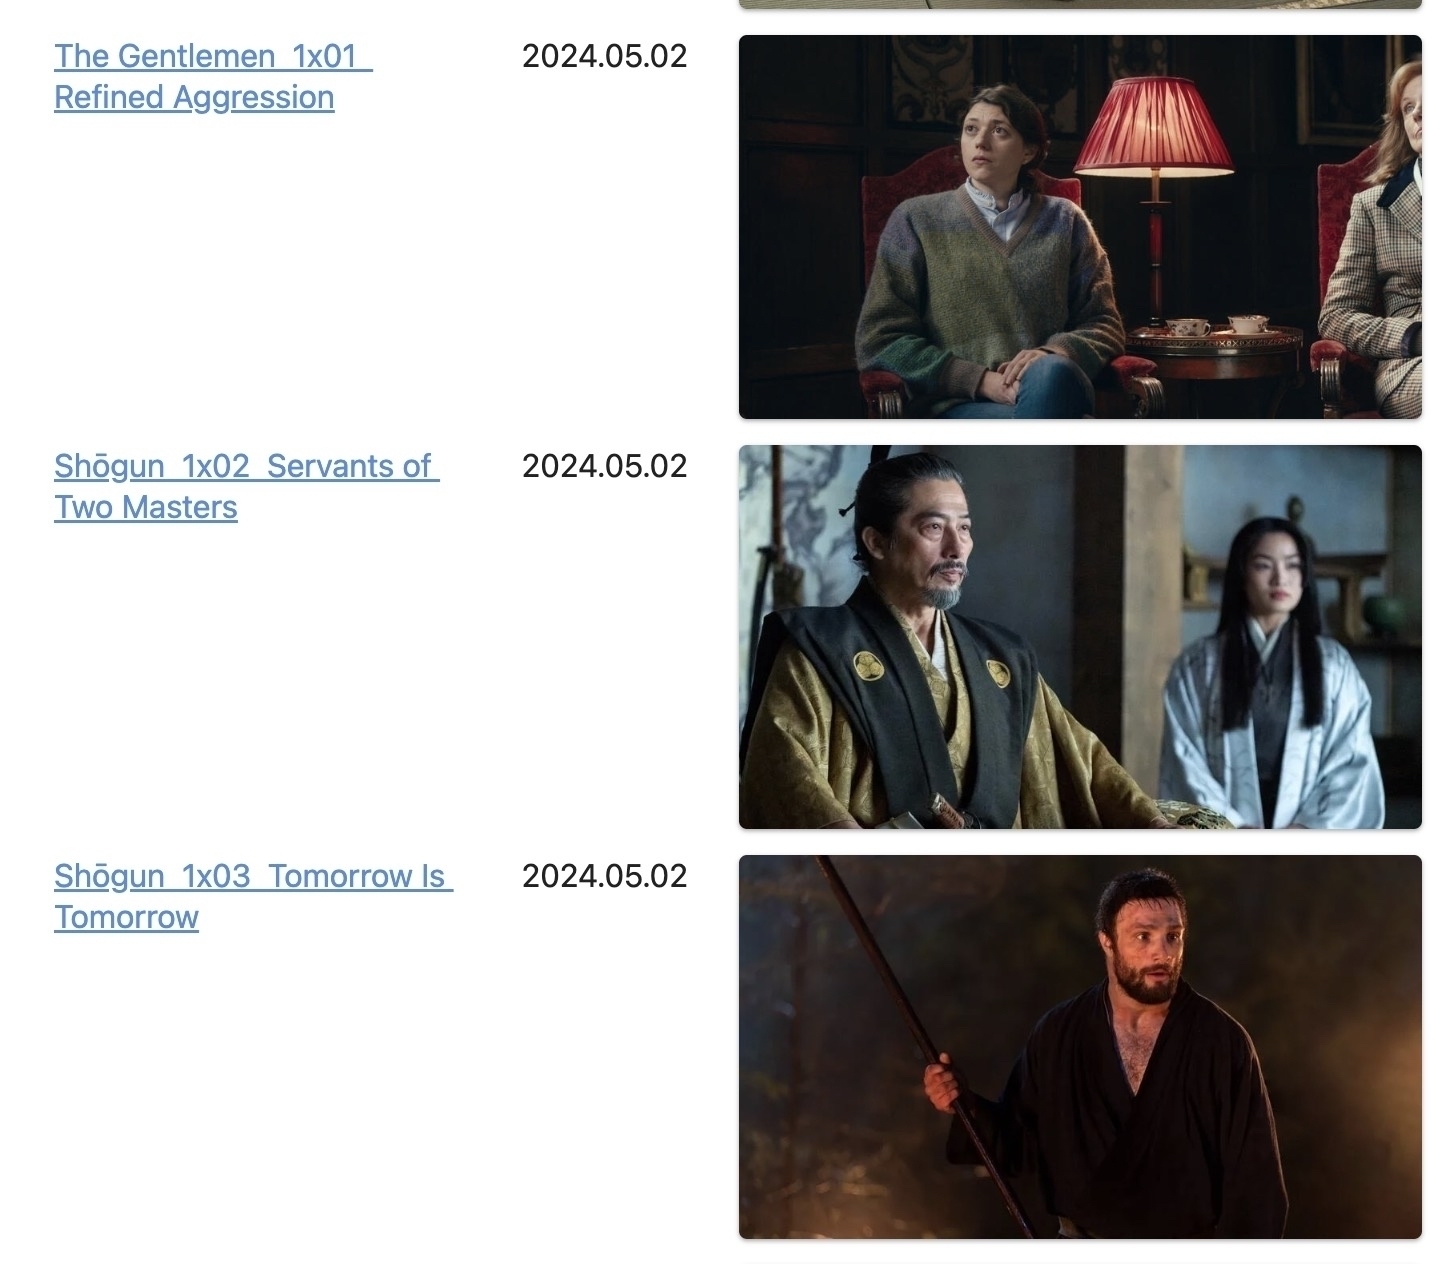 The Gentlemen  1x01
Refined Aggression
2024.05.02
Shōgun  1x02  Servants of
Two Masters
2024.05.02
Shōgun  1x03  Tomorrow Is
Tomorrow
2024.05.02